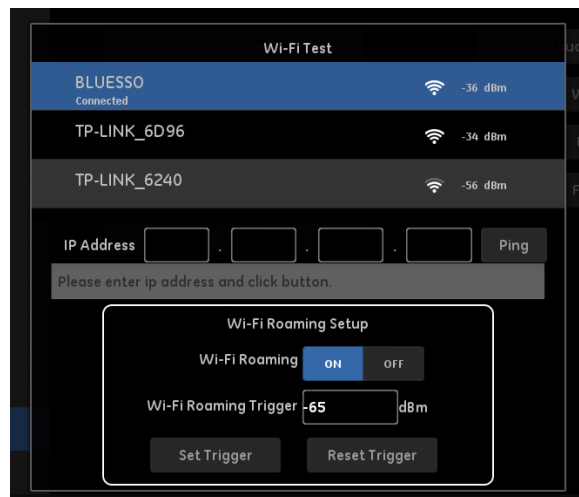 Wi-Fi Test
BLUESSO
Connected
-36 dBm
TP-LINK_6D96
-34 dBm
TP-LINK_6240
-56 dBm
IP Address . . . Ping
Please enter ip address and click button.
Wi-Fi Roaming Setup
Wi-Fi Roaming ON OFF
Wi-Fi Roaming Trigger -65 dBm
Set Trigger Reset Trigger